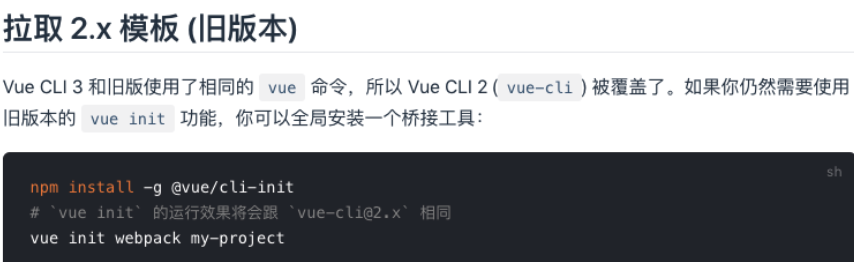 拉取 2.x 模板 (旧版本)
Vue CLI 3 和旧版使用了相同的 vue 命令，所以 Vue CLI 2 ( vue-cli ) 被覆盖了。如果你仍然需要使用
旧版本的 vue init 功能，你可以全局安装一个桥接工具：
sh
npm install -g @vue/cli-init
# `vue init` 的运行效果将会跟 `vue-cli@2.x` 相同
vue init webpack my-project